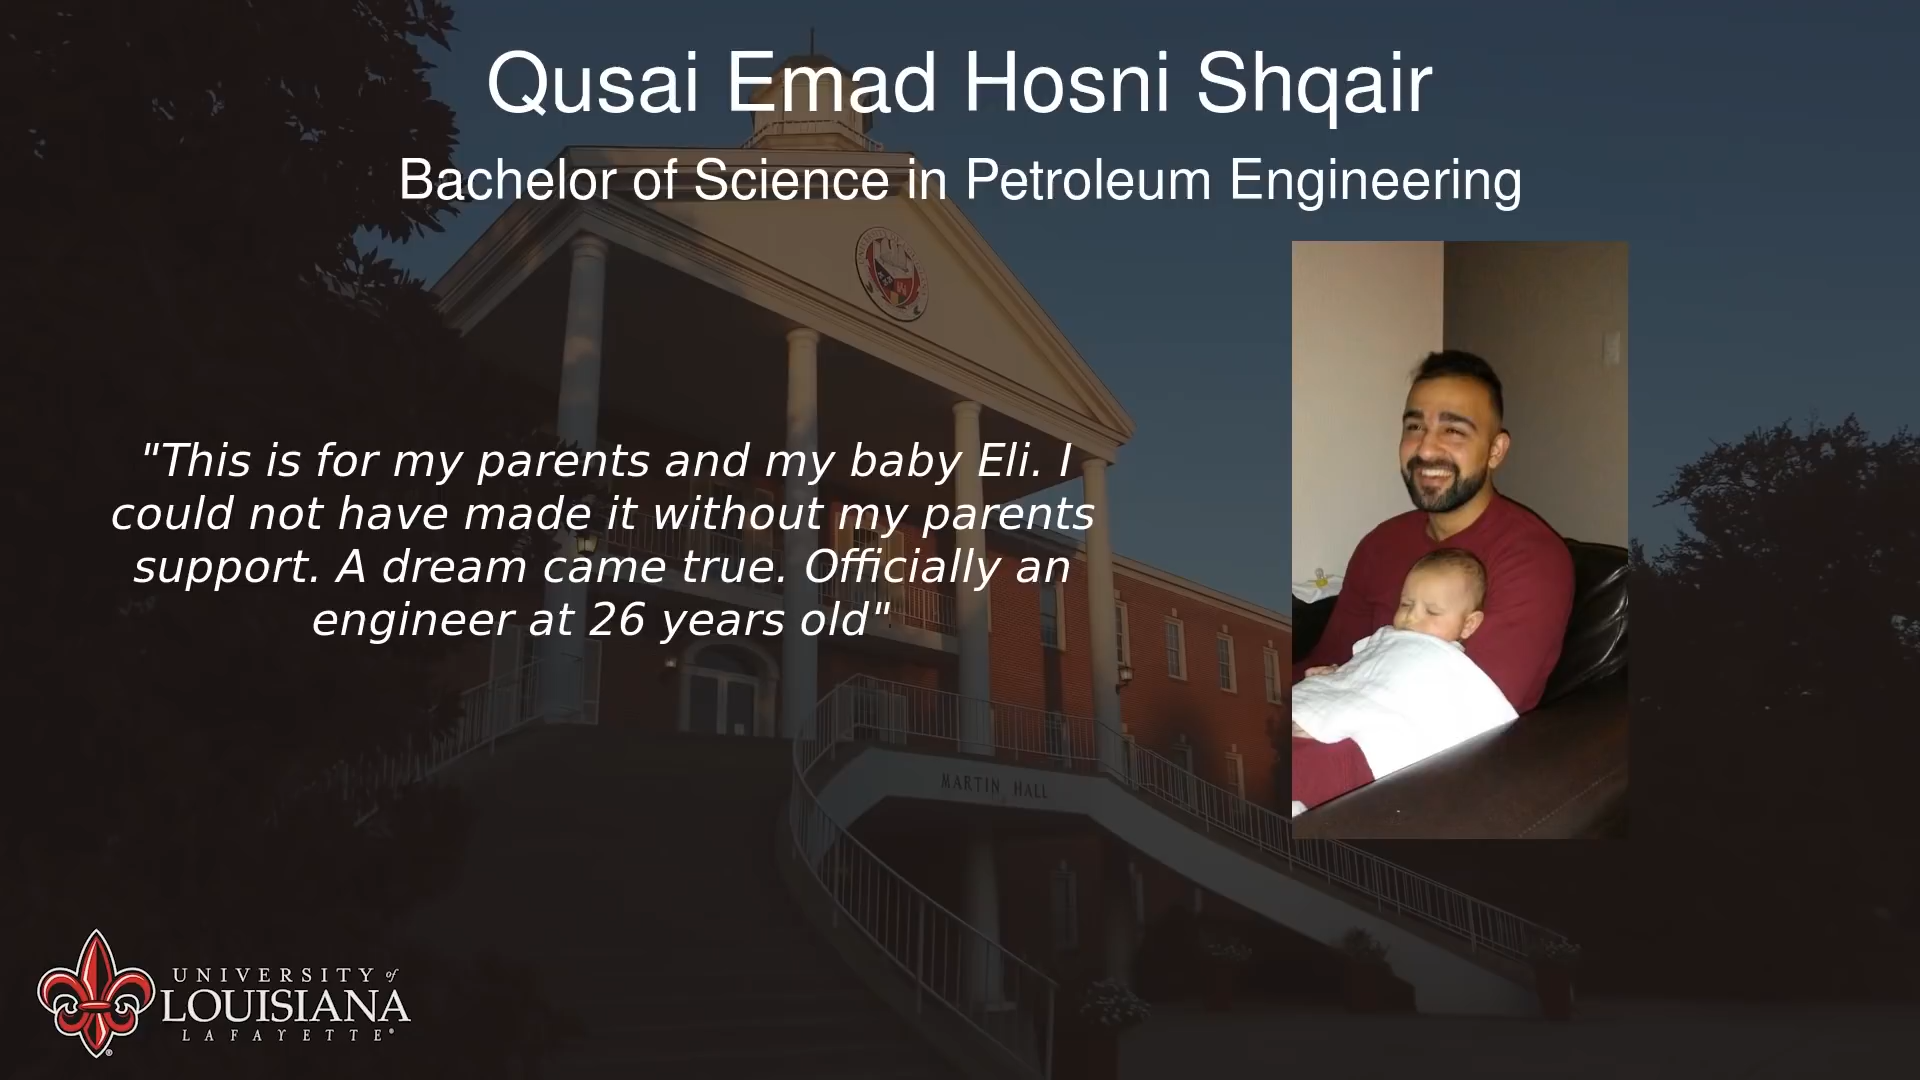 Qusai Emad Hosni Shqair
Bachelor of Science in Petroleum Engineering
"This is for my parents and my baby Eli. I
could not have made it without my parents
support. A dream came true. Officially an
engineer at 26 years old"
MARTIN HALL
UNIVERSITY of
LOUISIANA
LAFAYETTE®